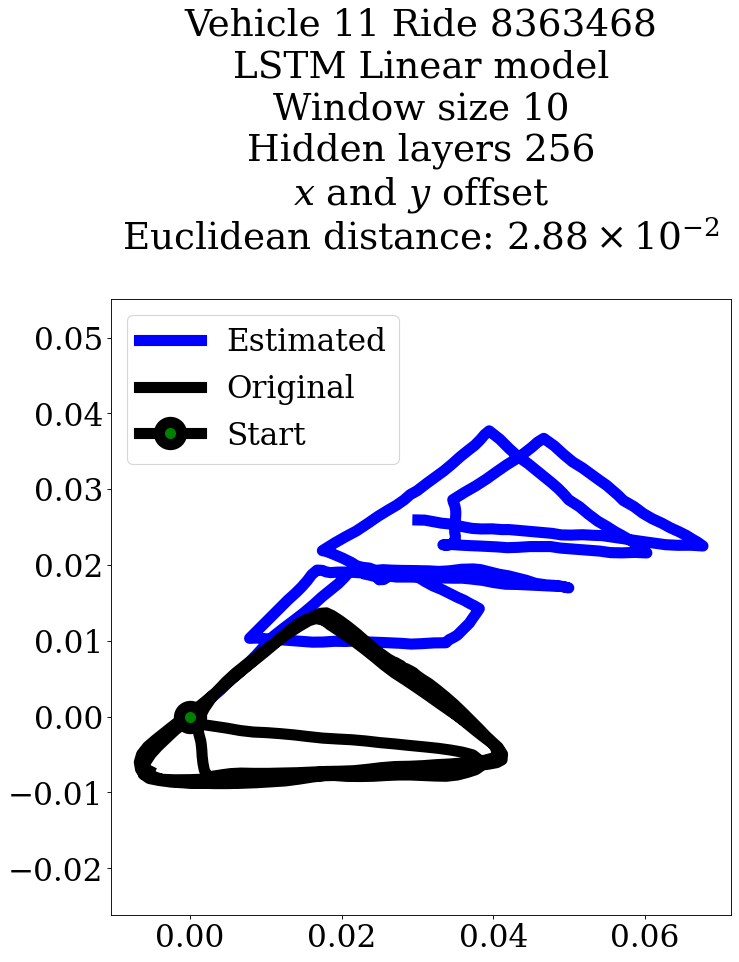 Vehicle 11 Ride 8363468
LSTM Linear model
Window size 10
Hidden layers 256
x and y offset
Euclidean distance: 2.88 × 10⁻²
Estimated
Original
Start
0.05
0.04
0.03
0.02
0.01
0.00
−0.01
−0.02
0.00 0.02 0.04 0.06